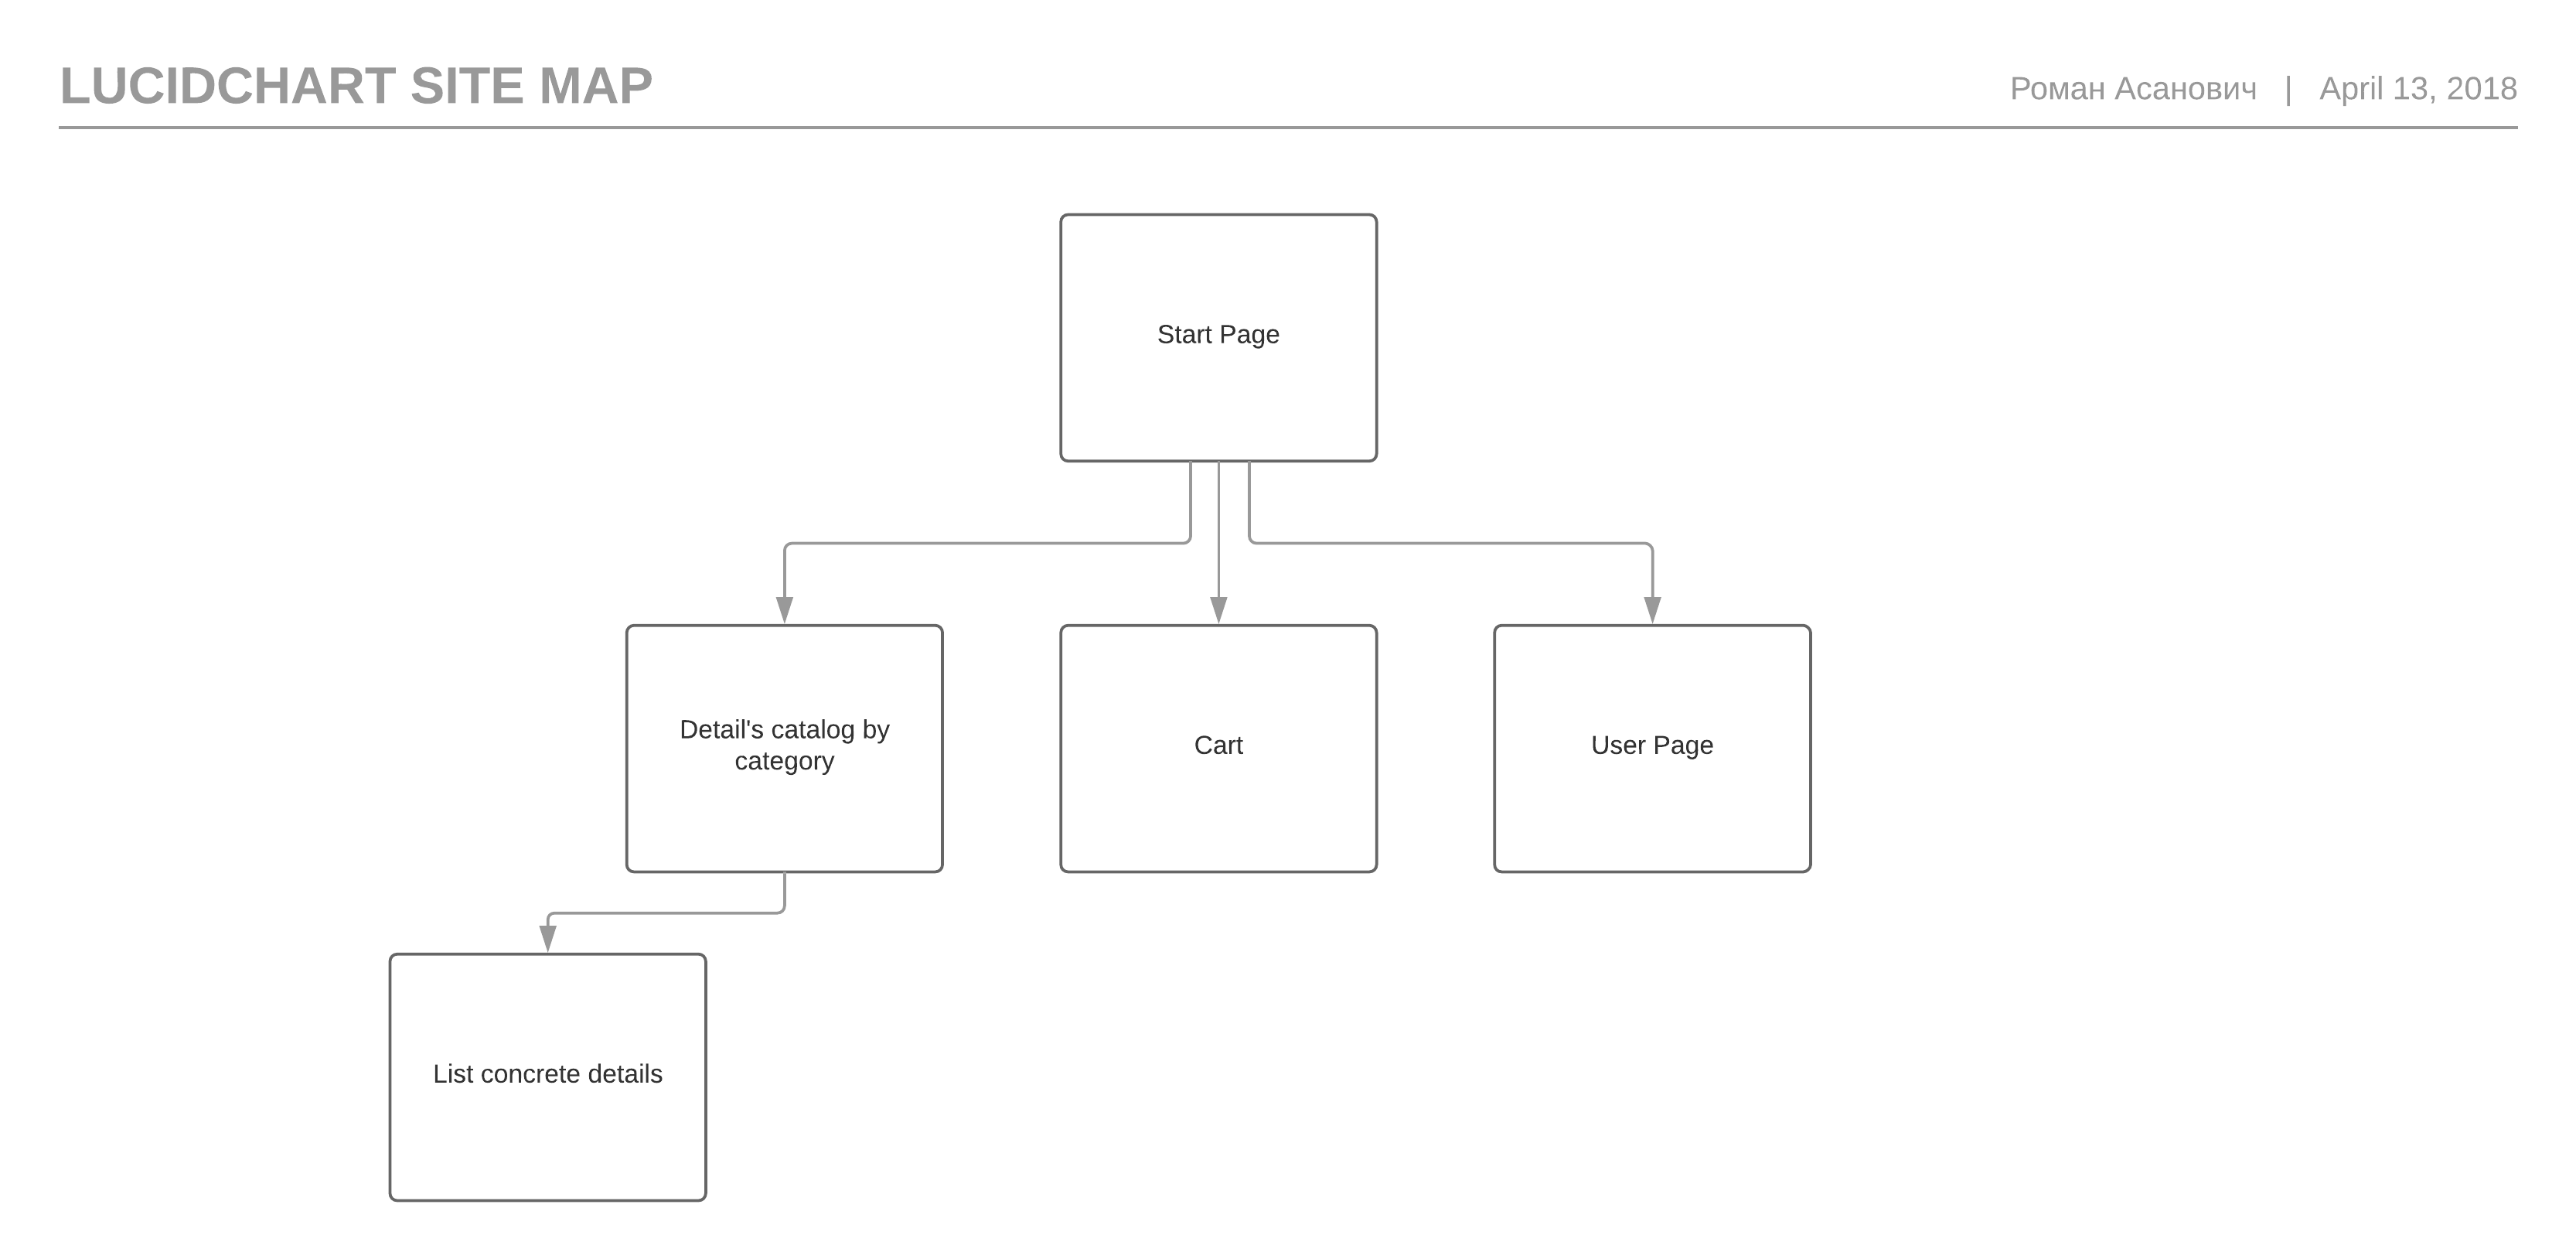 LUCIDCHART SITE MAP
Роман Асанович | April 13, 2018
Start Page
Detail's catalog by
category
Cart
User Page
List concrete details